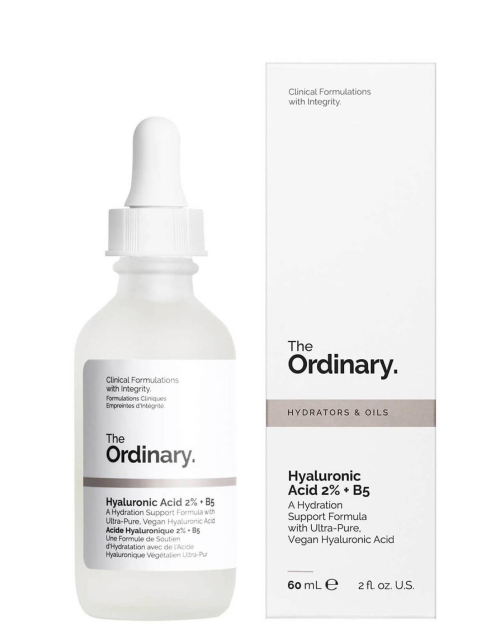 Clinical Formulations
with Integrity.
Formulations Cliniques
Empreintes d'Intégrité.
The
Ordinary.
Hyaluronic Acid 2% + B5
A Hydration Support Formula with
Ultra-Pure, Vegan Hyaluronic Acid
Acide Hyaluronique 2% + B5
Une Formule de Soutien
d'Hydratation avec de l'Acide
Hyaluronique Végétalien Ultra-Pur
Clinical Formulations
with Integrity.
The
Ordinary.
HYDRATORS & OILS
Hyaluronic
Acid 2% + B5
A Hydration
Support Formula
with Ultra-Pure,
Vegan Hyaluronic Acid
60 mL ℮ 2 fl. oz. U.S.